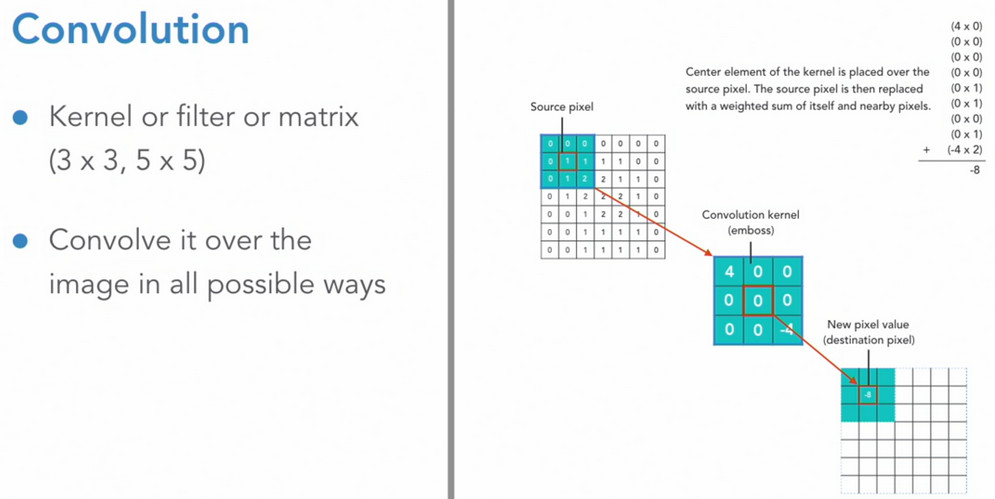 Convolution
● Kernel or filter or matrix
(3 x 3, 5 x 5)
● Convolve it over the
image in all possible ways
Center element of the kernel is placed over the
source pixel. The source pixel is then replaced
with a weighted sum of itself and nearby pixels.
(4 x 0)
(0 x 0)
(0 x 0)
(0 x 0)
(0 x 1)
(0 x 1)
(0 x 0)
(0 x 1)
+ (-4 x 2)
-8
Source pixel
0 0 0 0 0 0 0
0 1 1 1 1 0 0
0 1 2 2 1 1 0
0 1 2 2 2 1 0
0 0 1 2 2 1 0
0 0 1 1 1 1 0
0 0 1 1 1 1 0
Convolution kernel
(emboss)
4 0 0
0 0 0
0 0 -4
New pixel value
(destination pixel)
-8